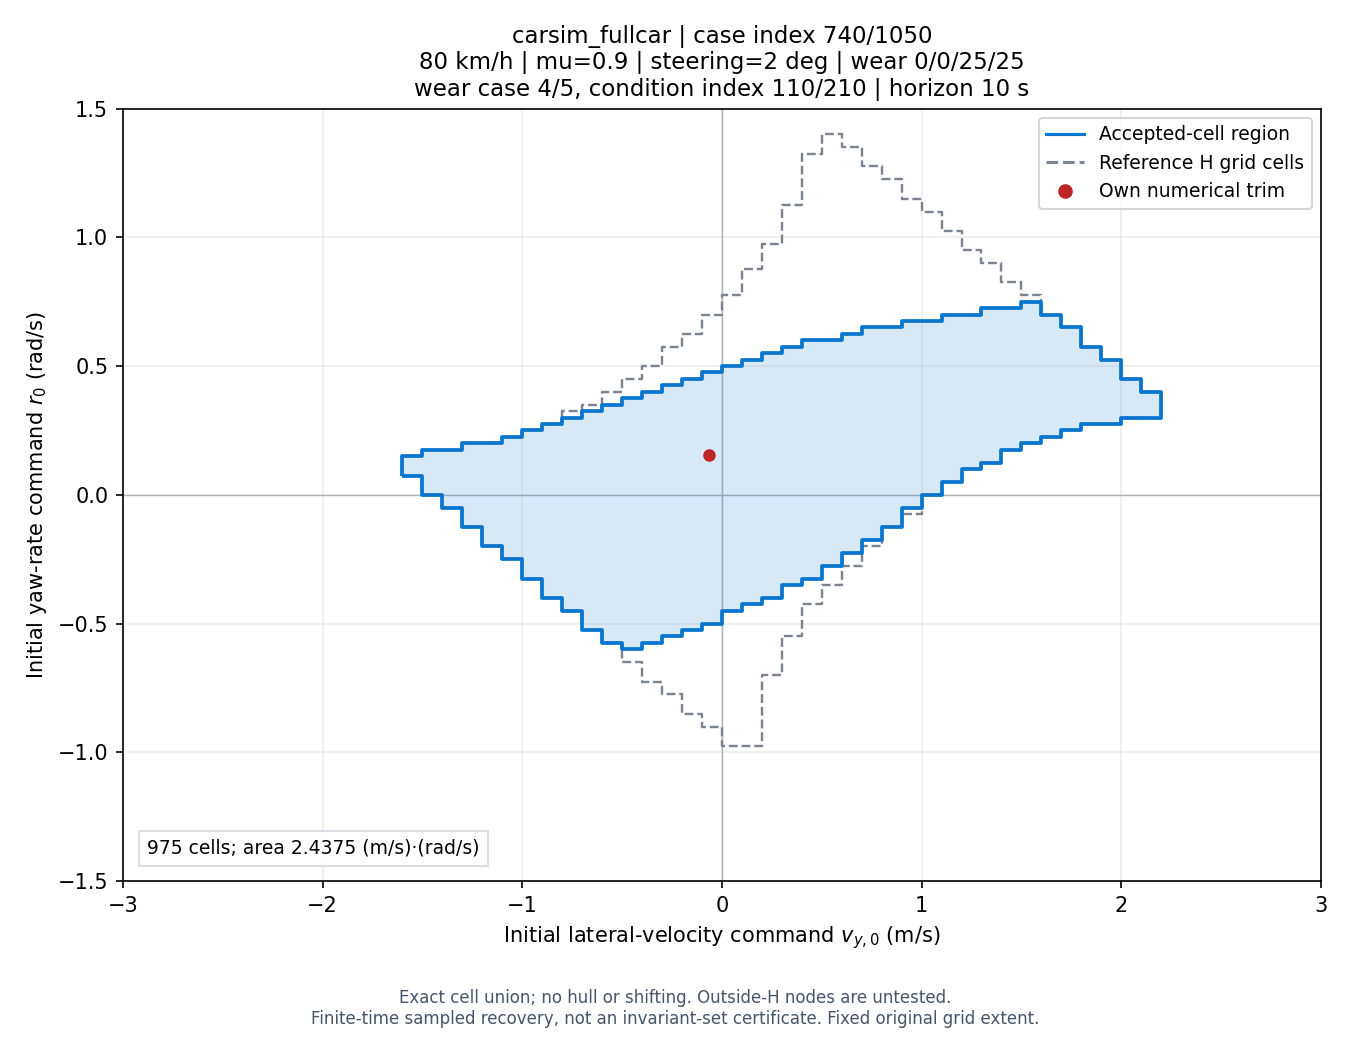 carsim_fullcar | case index 740/1050
80 km/h | mu=0.9 | steering=2 deg | wear 0/0/25/25
wear case 4/5, condition index 110/210 | horizon 10 s
Accepted-cell region
Reference H grid cells
Own numerical trim
1.5
1.0
0.5
0.0
−0.5
−1.0
−1.5
Initial yaw-rate command r0 (rad/s)
975 cells; area 2.4375 (m/s)·(rad/s)
−3
−2
−1
0
1
2
3
Initial lateral-velocity command vy,0 (m/s)
Exact cell union; no hull or shifting. Outside-H nodes are untested.
Finite-time sampled recovery, not an invariant-set certificate. Fixed original grid extent.